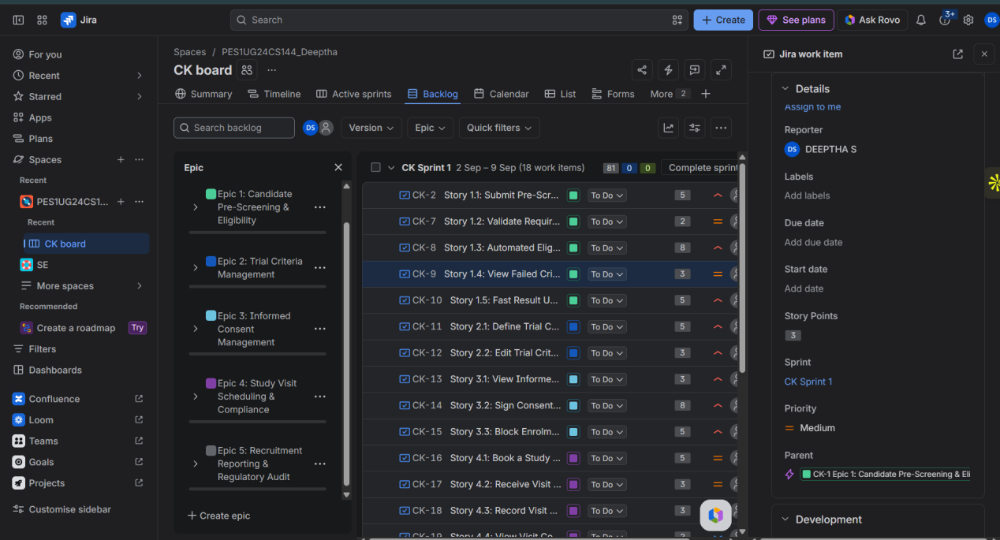 Jira
Search
Create
See plans
Ask Rovo
3+
DS
For you
Recent
Starred
Apps
Plans
Spaces
Recent
PES1UG24CS1...
Recent
CK board
SE
More spaces
Recommended
Create a roadmap
Try
Filters
Dashboards
Confluence
Loom
Teams
Goals
Projects
Customise sidebar
Spaces / PES1UG24CS144_Deeptha
CK board
Summary
Timeline
Active sprints
Backlog
Calendar
List
Forms
More 2
Search backlog
DS
Version
Epic
Quick filters
Epic
Epic 1: Candidate
Pre-Screening &
Eligibility
Epic 2: Trial Criteria
Management
Epic 3: Informed
Consent
Management
Epic 4: Study Visit
Scheduling &
Compliance
Epic 5: Recruitment
Reporting &
Regulatory Audit
Create epic
CK Sprint 1 2 Sep – 9 Sep (18 work items) 81 0 0 Complete sprint
CK-2 Story 1.1: Submit Pre-Scr... To Do 5
CK-7 Story 1.2: Validate Requir... To Do 2
CK-8 Story 1.3: Automated Elig... To Do 8
CK-9 Story 1.4: View Failed Cri... To Do 3
CK-10 Story 1.5: Fast Result U... To Do 5
CK-11 Story 2.1: Define Trial C... To Do 5
CK-12 Story 2.2: Edit Trial Crit... To Do 3
CK-13 Story 3.1: View Informe... To Do 3
CK-14 Story 3.2: Sign Consent... To Do 8
CK-15 Story 3.3: Block Enrolm... To Do 5
CK-16 Story 4.1: Book a Study ... To Do 5
CK-17 Story 4.2: Receive Visit ... To Do 3
CK-18 Story 4.3: Record Visit ... To Do 3
CK-19 Story 4.4: View Visit Co... To Do
Jira work item
Details
Assign to me
Reporter
DS DEEPTHA S
Labels
Add labels
Due date
Add due date
Start date
Add date
Story Points
3
Sprint
CK Sprint 1
Priority
Medium
Parent
CK-1 Epic 1: Candidate Pre-Screening & Eli
Development